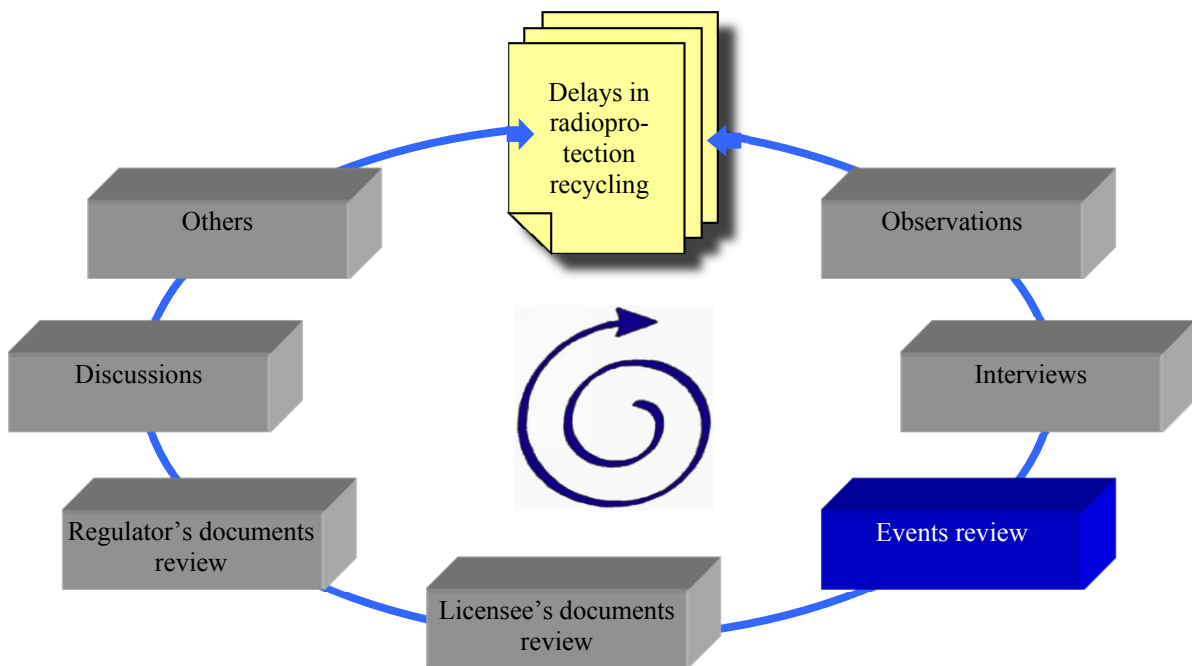 Delays in
radiopro-
tection
recycling
Others
Observations
Discussions
Interviews
Regulator’s documents
review
Events review
Licensee’s documents
review